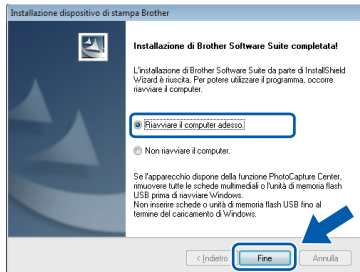 Installazione dispositivo di stampa Brother
Installazione di Brother Software Suite completata!
L'installazione di Brother Software Suite da parte di InstallShield
Wizard è riuscita. Per potere utilizzare il programma, occorre
riavviare il computer.
Riavviare il computer adesso.
Non riavviare il computer.
Se l'apparecchio dispone della funzione PhotoCapture Center,
rimuovere tutte le schede multimediali o l'unità di memoria flash
USB prima di riavviare Windows.
Non inserire schede o unità di memoria flash USB fino al
termine del caricamento di Windows.
< Indietro Fine Annulla